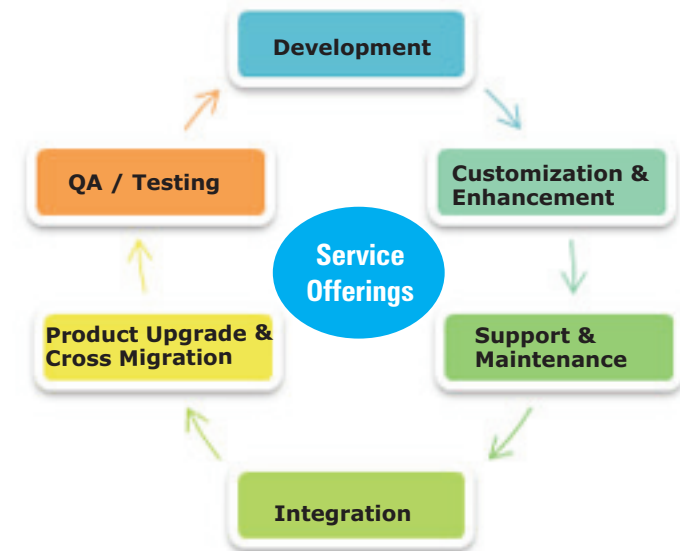 Development
Customization &
Enhancement
Support &
Maintenance
Integration
Product Upgrade &
Cross Migration
QA / Testing
Service
Offerings